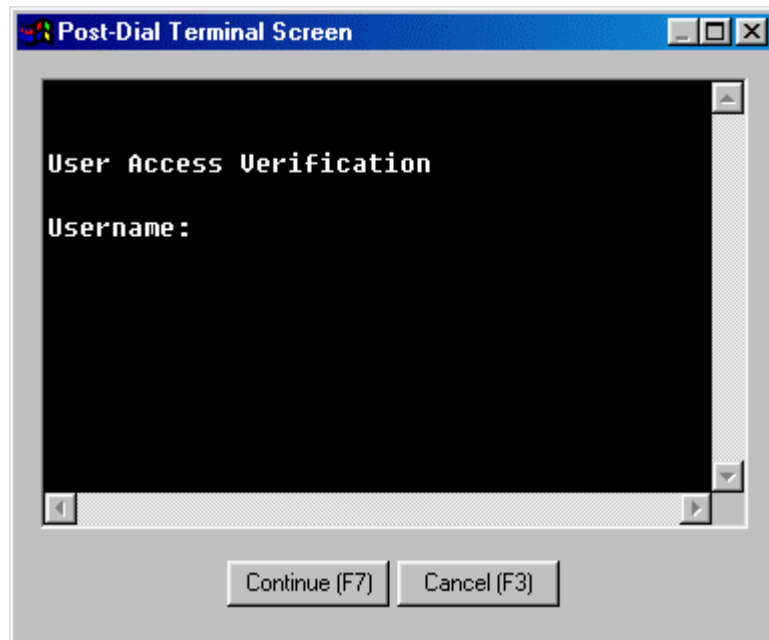 Post-Dial Terminal Screen
User Access Verification
Username:
Continue (F7)
Cancel (F3)